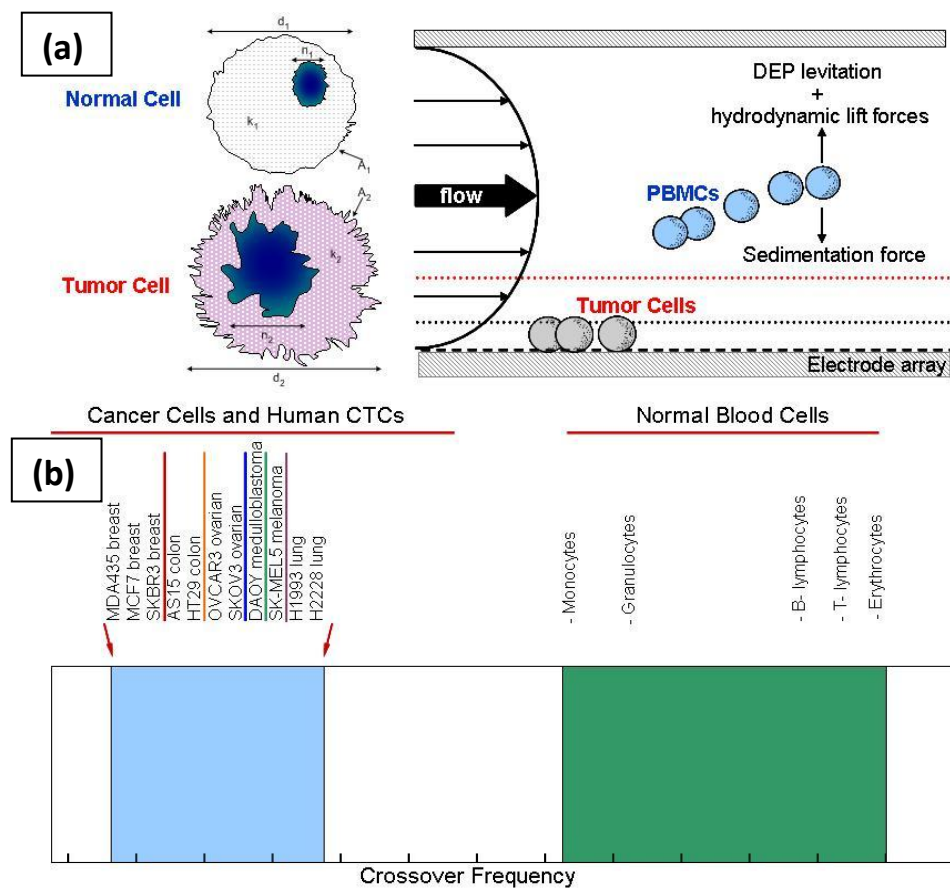 (a)
d1
n1
Normal Cell
k1
A1
A2
k2
Tumor Cell
n2
d2
DEP levitation
+
hydrodynamic lift forces
flow
PBMCs
Sedimentation force
Tumor Cells
Electrode array
(b)
Cancer Cells and Human CTCs
Normal Blood Cells
MDA435 breast
MCF7 breast
SKBR3 breast
AS15 colon
HT29 colon
OVCAR3 ovarian
SKOV3 ovarian
DAOY medulloblastoma
SK-MEL5 melanoma
H1993 lung
H2228 lung
- Monocytes
- Granulocytes
- B- lymphocytes
- T- lymphocytes
- Erythrocytes
Crossover Frequency